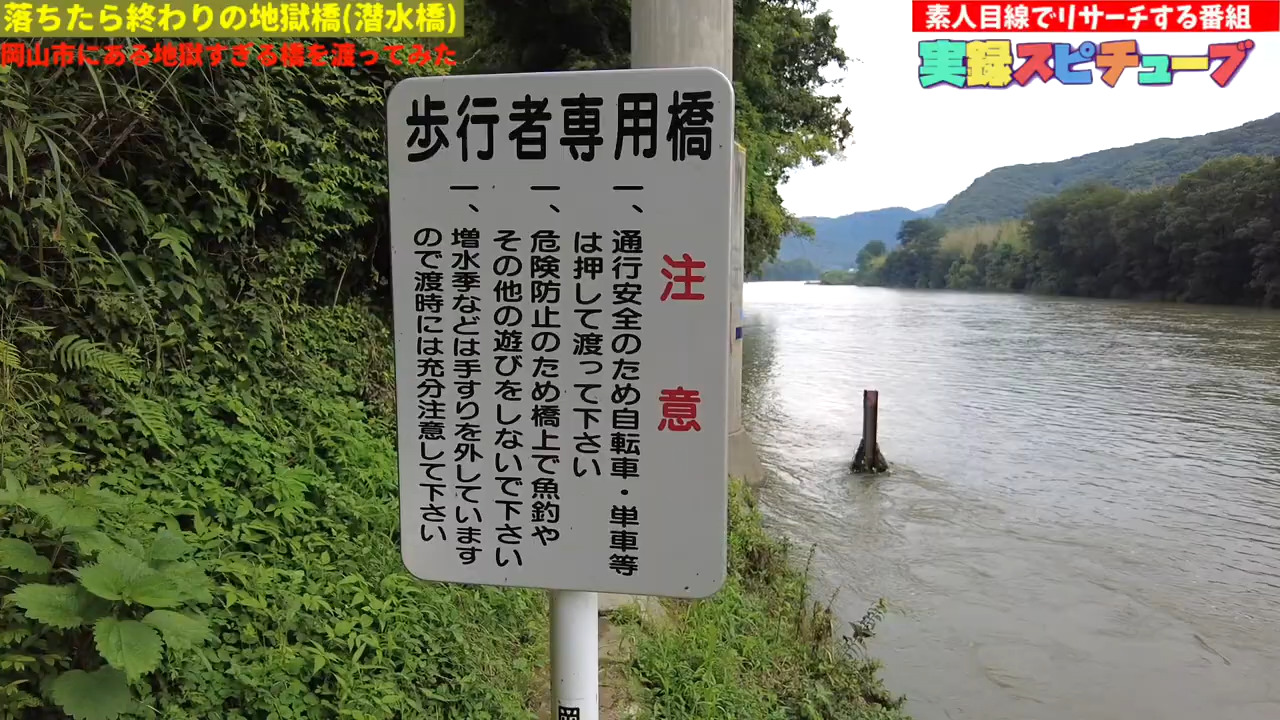 落ちたら終わりの地獄橋(潜水橋)
岡山市にある地獄すぎる橋を渡ってみた
素人目線でリサーチする番組
実録スピチューブ
歩行者専用橋
注意
一、通行安全のため自転車・単車等
は押して渡って下さい
一、危険防止のため橋上で魚釣や
その他の遊びをしないで下さい
一、増水季などは手すりを外しています
ので渡時には充分注意して下さい
岡